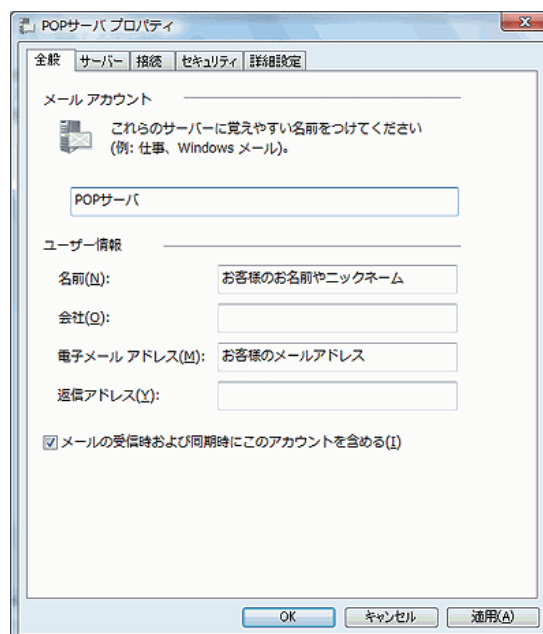 POPサーバ プロパティ
全般 サーバー 接続 セキュリティ 詳細設定
メール アカウント
これらのサーバーに覚えやすい名前をつけてください
(例: 仕事、Windows メール)。
POPサーバ
ユーザー情報
名前(N): お客様のお名前やニックネーム
会社(O):
電子メール アドレス(M): お客様のメールアドレス
返信アドレス(Y):
メールの受信時および同期時にこのアカウントを含める(I)
OK キャンセル 適用(A)